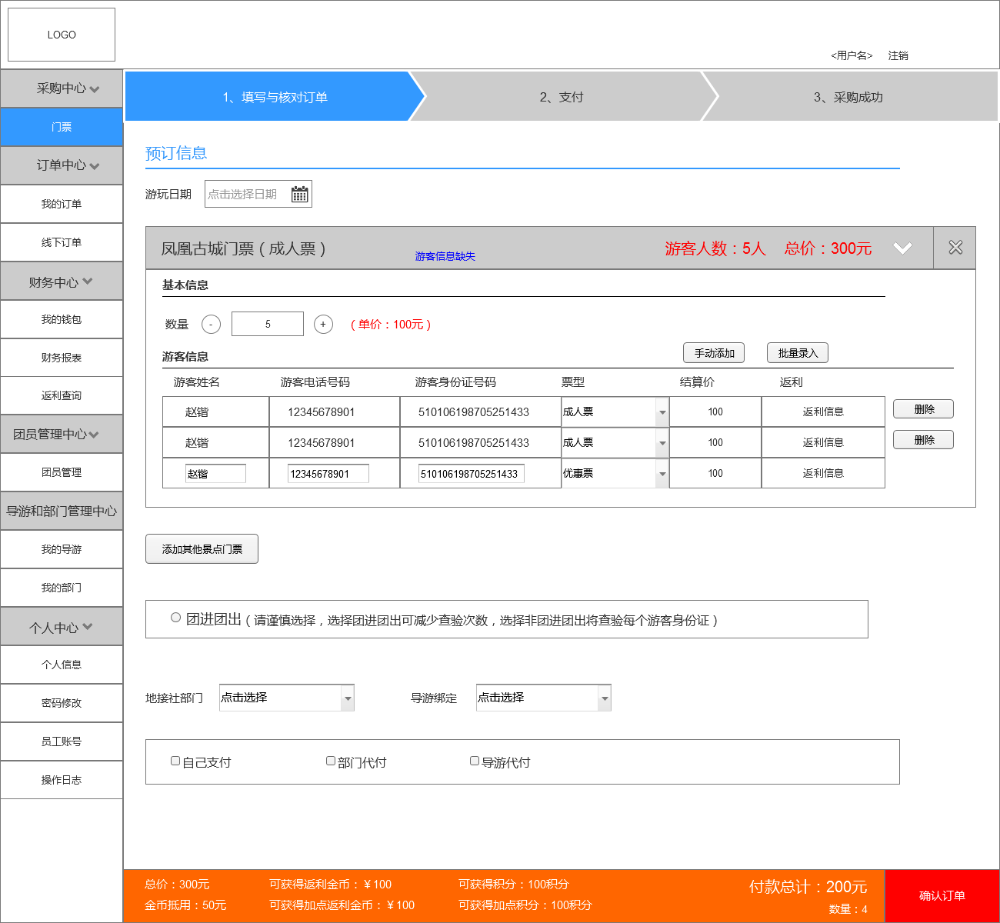 LOGO
<用户名> 注销
采购中心
门票
订单中心
我的订单
线下订单
财务中心
我的钱包
财务报表
返利查询
团员管理中心
团员管理
导游和部门管理中心
我的导游
我的部门
个人中心
个人信息
密码修改
员工账号
操作日志
1、填写与核对订单 2、支付 3、采购成功
预订信息
游玩日期 点击选择日期
凤凰古城门票（成人票） 游客信息缺失 游客人数：5人 总价：300元
基本信息
数量 - 5 + （单价：100元）
游客信息 手动添加 批量录入
游客姓名 游客电话号码 游客身份证号码 票型 结算价 返利
赵锴 12345678901 510106198705251433 成人票 100 返利信息 删除
赵锴 12345678901 510106198705251433 成人票 100 返利信息 删除
赵锴 12345678901 510106198705251433 优惠票 100 返利信息
添加其他景点门票
团进团出（请谨慎选择，选择团进团出可减少查验次数，选择非团进团出将查验每个游客身份证）
地接社部门 点击选择 导游绑定 点击选择
自己支付 部门代付 导游代付
总价：300元 可获得返利金币：￥100 可获得积分：100积分 付款总计：200元
金币抵用：50元 可获得加点返利金币：￥100 可获得加点积分：100积分 数量：4
确认订单